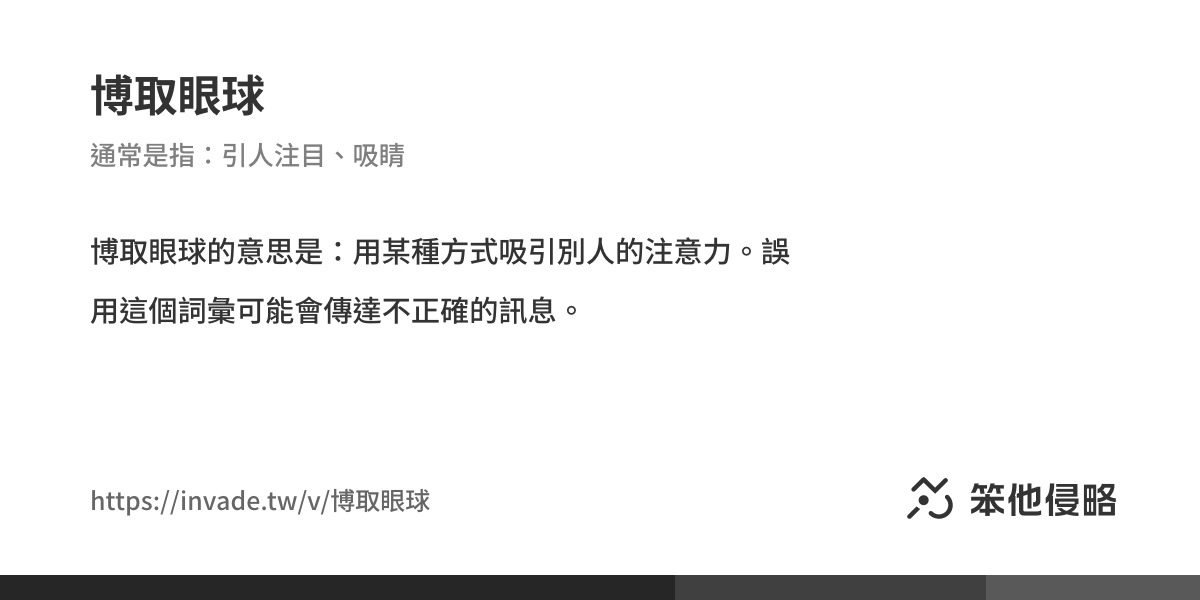 博取眼球
通常是指：引人注目、吸睛
博取眼球的意思是：用某種方式吸引別人的注意力。誤
用這個詞彙可能會傳達不正確的訊息。
https://invade.tw/v/博取眼球
笨他侵略